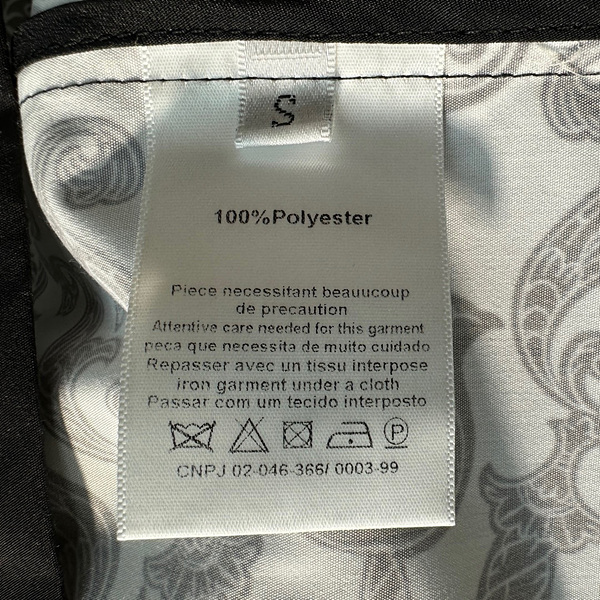 S
100%Polyester
Piece necessitant beauucoup
de precaution
Attentive care needed for this garment
peca que necessita de muito cuidado
Repasser avec un tissu interpose
iron garment under a cloth
Passar com um tecido interposto
P
CNPJ 02-046-366/ 0003-99